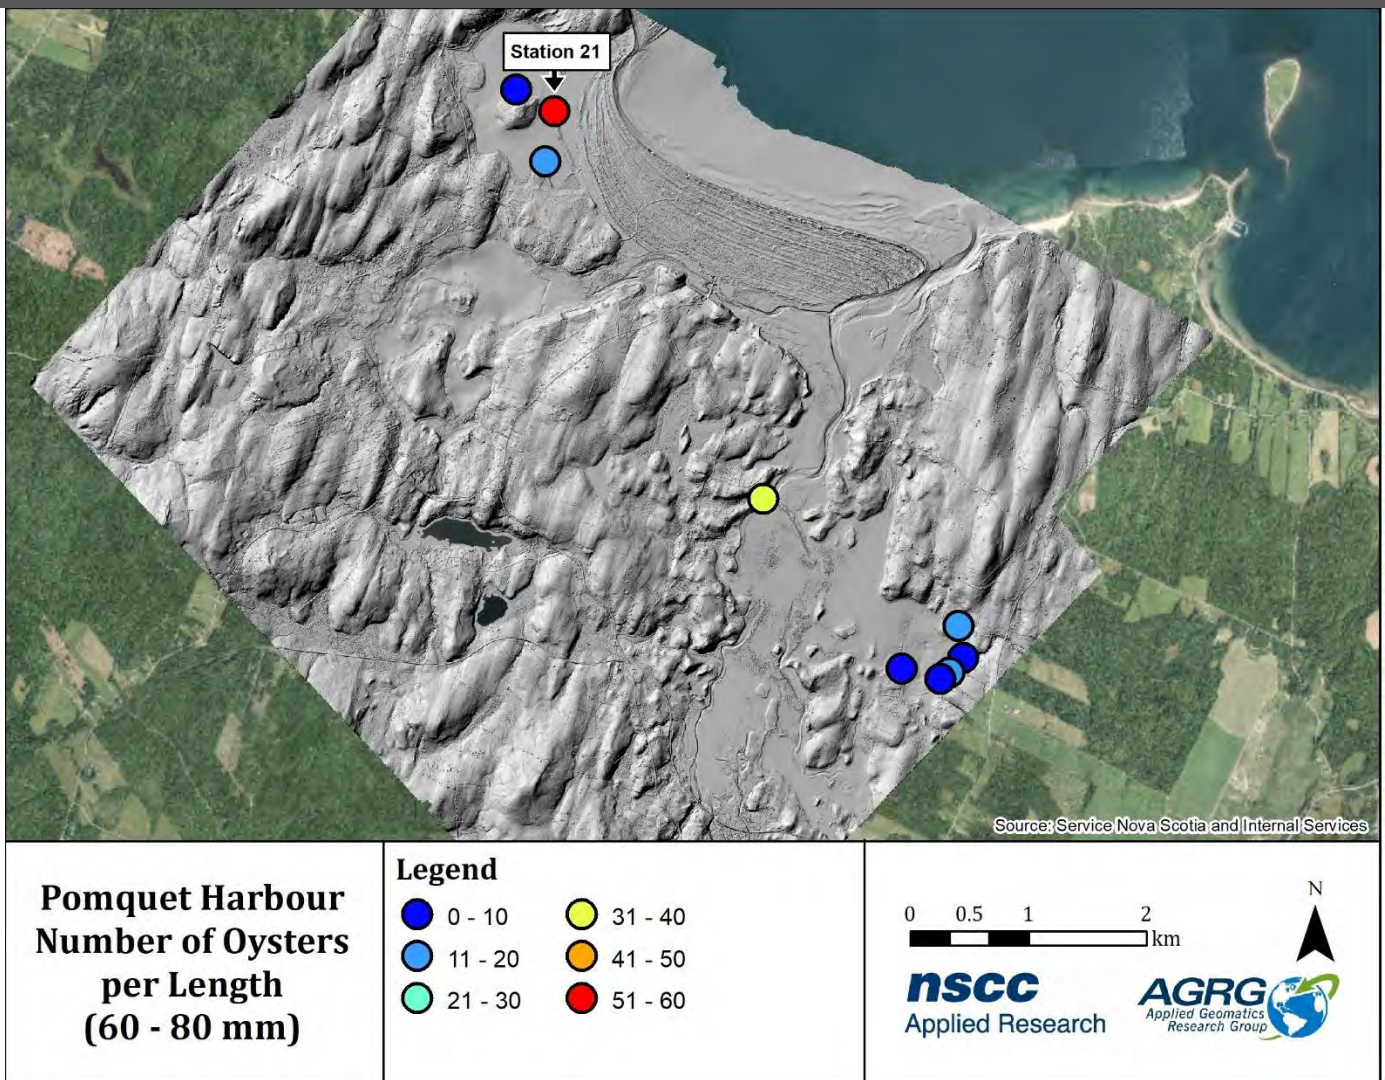 Station 21
Source: Service Nova Scotia and Internal Services
Pomquet Harbour
Number of Oysters
per Length
(60 - 80 mm)
Legend
0 - 10
11 - 20
21 - 30
31 - 40
41 - 50
51 - 60
0 0.5 1 2
km
N
nscc
Applied Research
AGRG
Applied Geomatics
Research Group